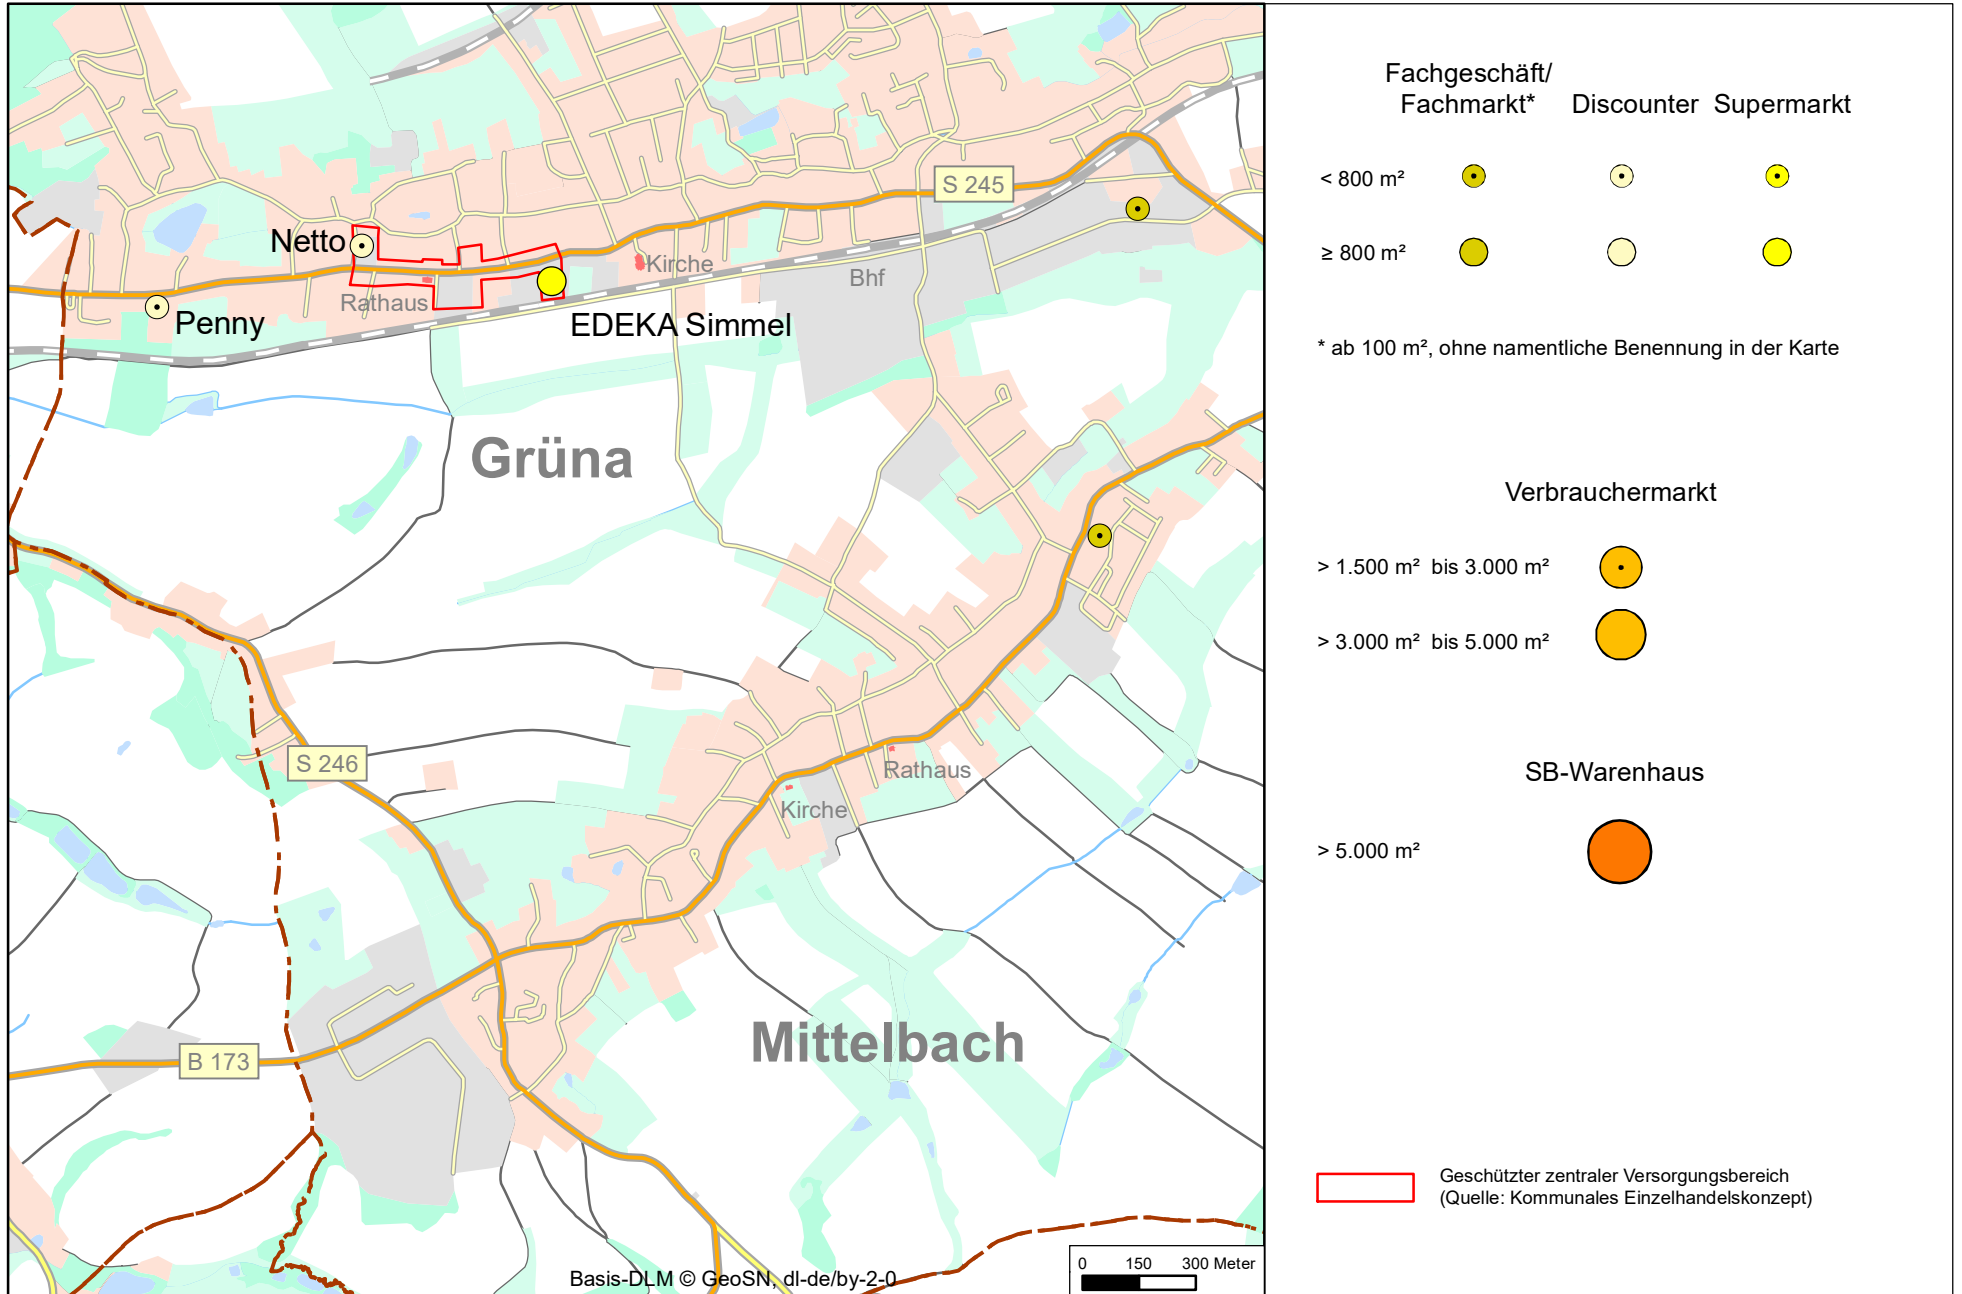 S 245
Netto
Kirche
Bhf
Rathaus
Penny
EDEKA Simmel
Grüna
S 246
Rathaus
Kirche
Mittelbach
B 173
Basis-DLM © GeoSN, dl-de/by-2-0
0 150 300 Meter
Fachgeschäft/
Fachmarkt* Discounter Supermarkt
< 800 m²
≥ 800 m²
* ab 100 m², ohne namentliche Benennung in der Karte
Verbrauchermarkt
> 1.500 m² bis 3.000 m²
> 3.000 m² bis 5.000 m²
SB-Warenhaus
> 5.000 m²
Geschützter zentraler Versorgungsbereich
(Quelle: Kommunales Einzelhandelskonzept)